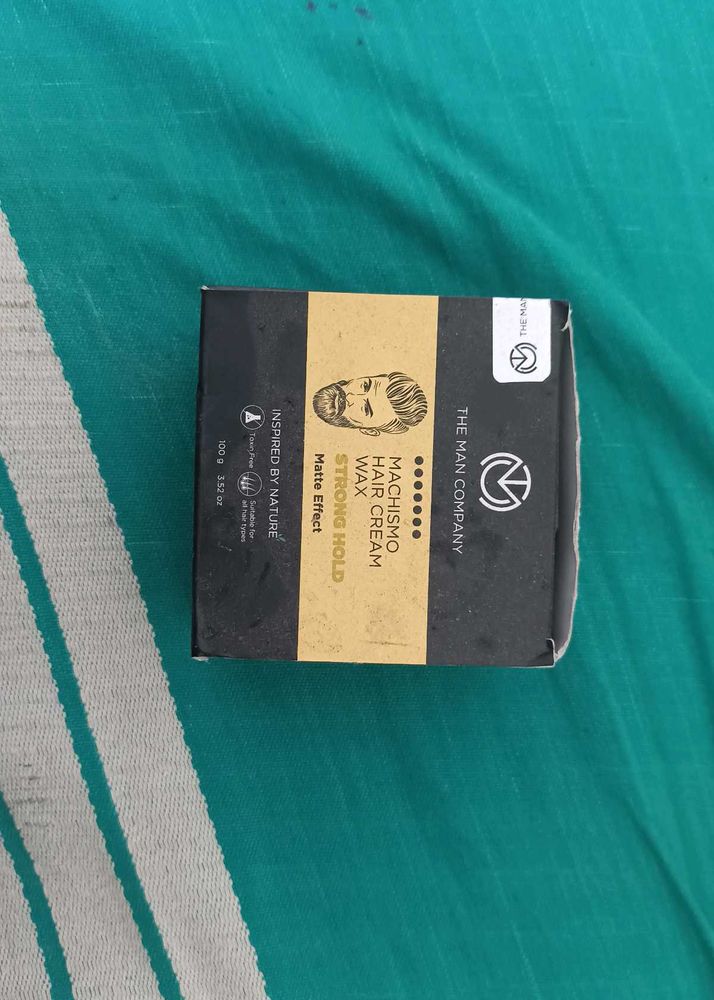 THE MAN
THE MAN COMPANY
MACHISMO
HAIR CREAM
WAX
STRONG HOLD
Matte Effect
INSPIRED BY NATURE
Toxin Free
Suitable for
all hair types
100 g 3.52 oz